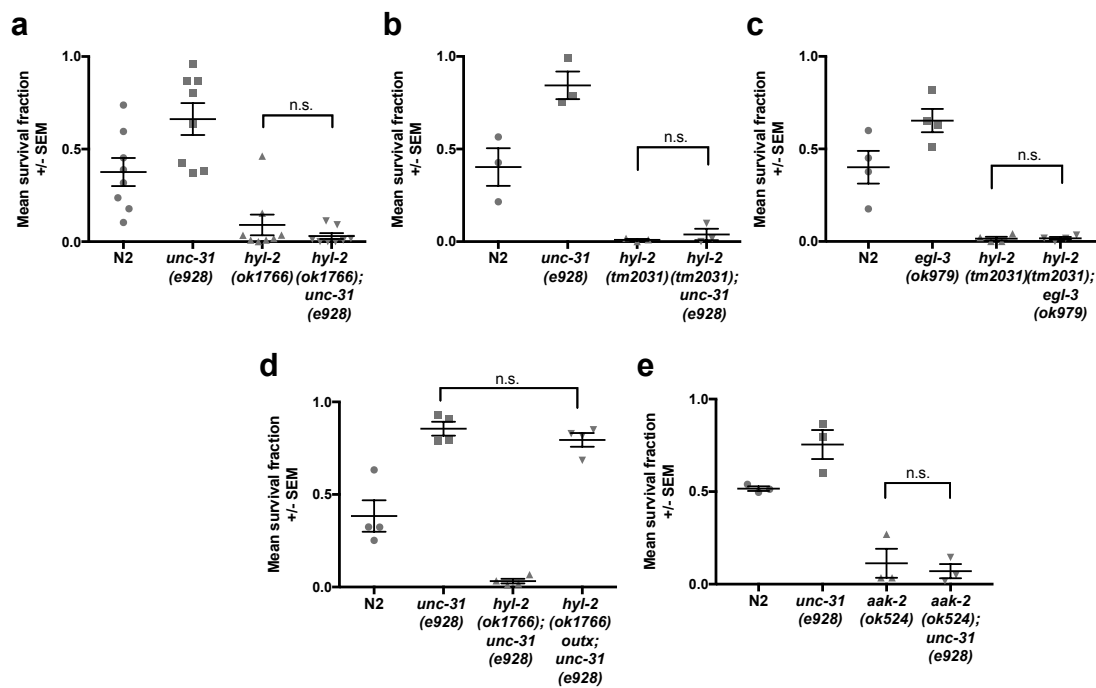 a
Mean survival fraction
+/- SEM
1.0
0.5
0.0
n.s.
N2
unc-31
(e928)
hyl-2
(ok1766)
hyl-2
(ok1766);
unc-31
(e928)
b
Mean survival fraction
+/- SEM
1.0
0.5
0.0
n.s.
N2
unc-31
(e928)
hyl-2
(tm2031)
hyl-2
(tm2031);
unc-31
(e928)
c
Mean survival fraction
+/- SEM
1.0
0.5
0.0
n.s.
N2
egl-3
(ok979)
hyl-2
(tm2031)
hyl-2
(tm2031);
egl-3
(ok979)
d
Mean survival fraction
+/- SEM
1.0
0.5
0.0
n.s.
N2
unc-31
(e928)
hyl-2
(ok1766);
unc-31
(e928)
hyl-2
(ok1766)
outx;
unc-31
(e928)
e
Mean survival fraction
+/- SEM
1.0
0.5
0.0
n.s.
N2
unc-31
(e928)
aak-2
(ok524)
aak-2
(ok524);
unc-31
(e928)